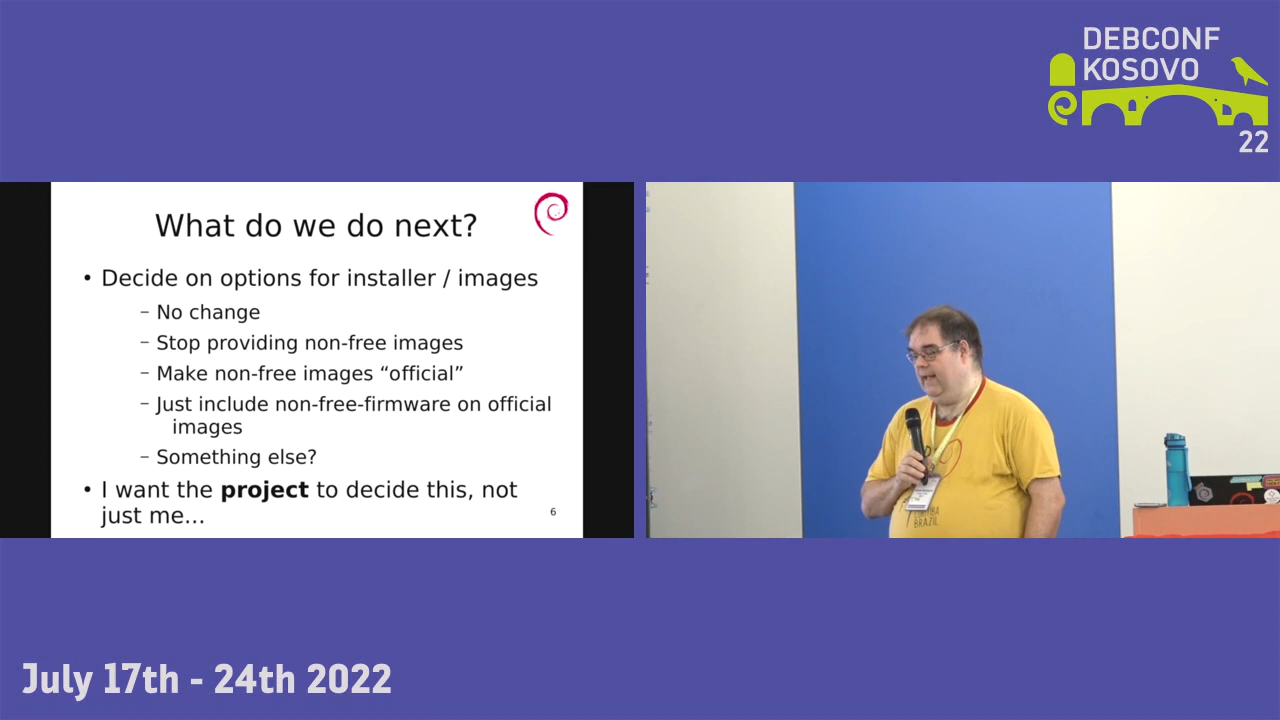 DEBCONF
KOSOVO
22
What do we do next?
• Decide on options for installer / images
– No change
– Stop providing non-free images
– Make non-free images “official”
– Just include non-free-firmware on official
images
– Something else?
• I want the project to decide this, not
just me...
6
BRAZIL
July 17th - 24th 2022